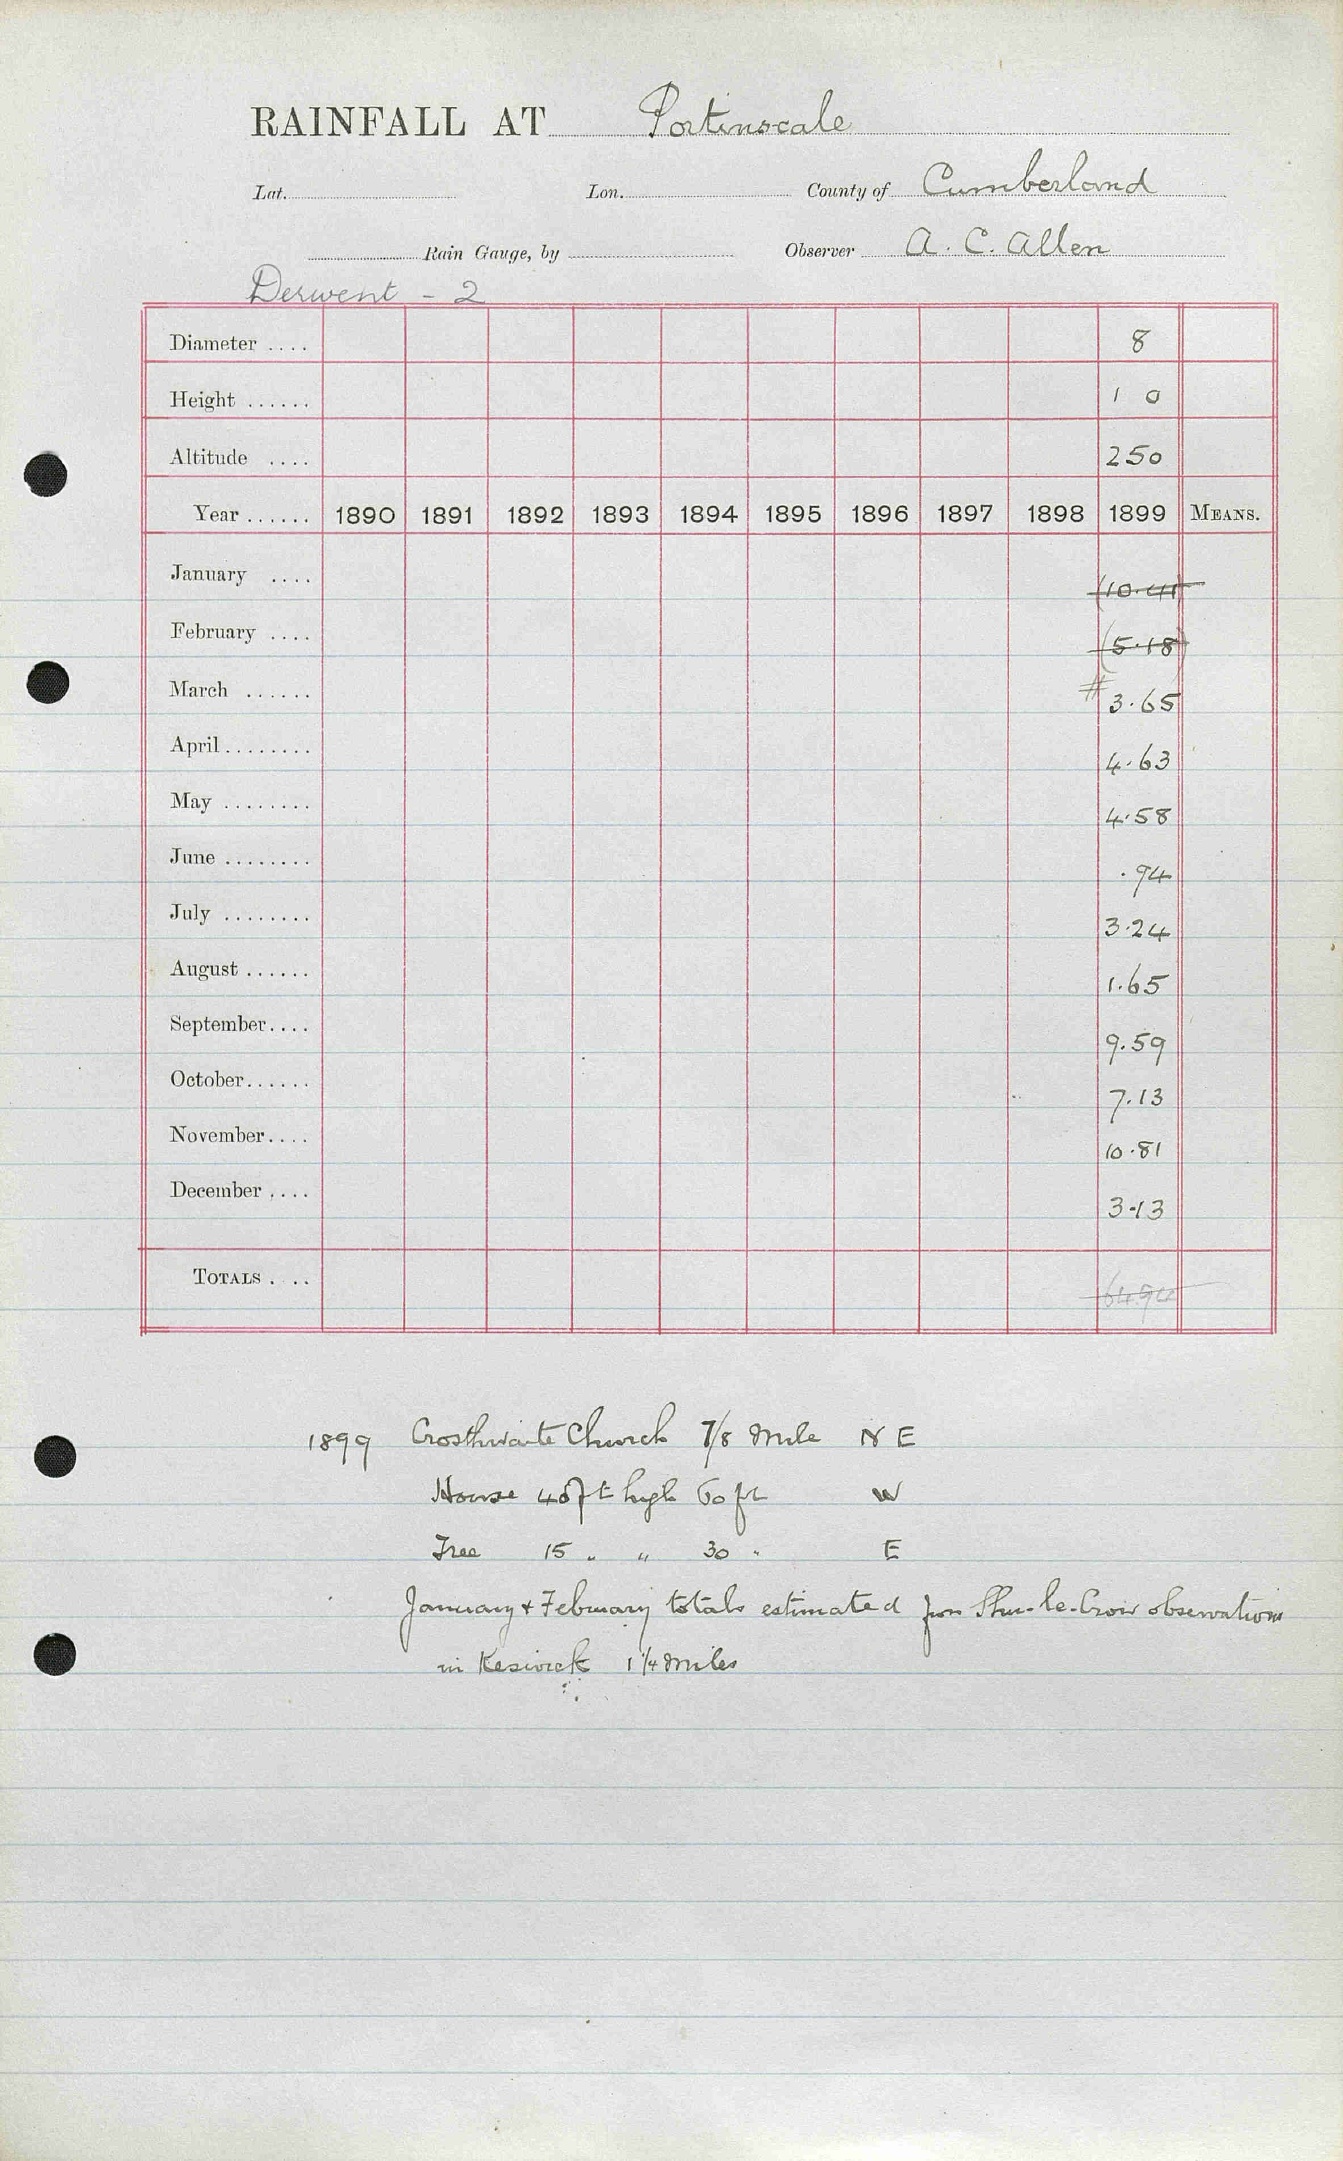 RAINFALL AT Portinscale
Lat. Lon. County of Cumberland
Rain Gauge, by Observer A. C. Allen
Derwent - 2
Diameter .... 8
Height ...... 1 0
Altitude .... 250
Year ...... 1890 1891 1892 1893 1894 1895 1896 1897 1898 1899 MEANS.
January .... (10.41)
February .... (5.18)
March ...... # 3.65
April ........ 4.63
May ........ 4.58
June ........ .94
July ........ 3.24
August ...... 1.65
September .... 9.59
October ...... 7.13
November .... 10.81
December .... 3.13
TOTALS . .. 64.94
1899 Crosthwaite Church 7/8 Mile N E
House 40 ft high 60 ft W
Tree 15 " " 30 " E
January & February totals estimated from Shu-le-Crow observations
in Keswick 1 1/4 Miles